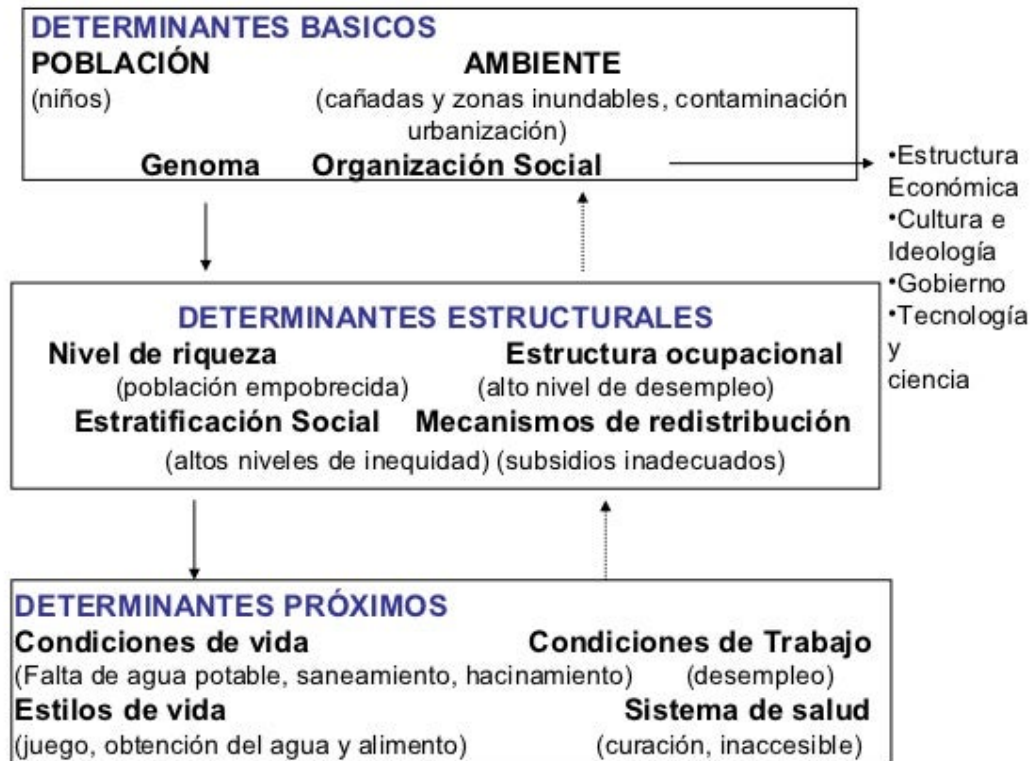 DETERMINANTES BASICOS
POBLACIÓN AMBIENTE
(niños) (cañadas y zonas inundables, contaminación
urbanización)
Genoma Organización Social
•Estructura
Económica
•Cultura e
Ideología
•Gobierno
•Tecnología
y
ciencia
DETERMINANTES ESTRUCTURALES
Nivel de riqueza Estructura ocupacional
(población empobrecida) (alto nivel de desempleo)
Estratificación Social Mecanismos de redistribución
(altos niveles de inequidad) (subsidios inadecuados)
DETERMINANTES PRÓXIMOS
Condiciones de vida Condiciones de Trabajo
(Falta de agua potable, saneamiento, hacinamiento) (desempleo)
Estilos de vida Sistema de salud
(juego, obtención del agua y alimento) (curación, inaccesible)